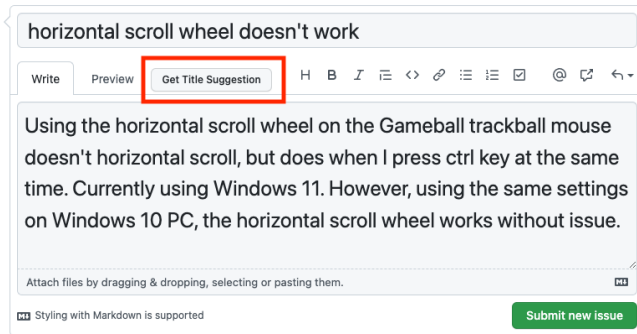 horizontal scroll wheel doesn't work
Write Preview Get Title Suggestion H B I <> @
Using the horizontal scroll wheel on the Gameball trackball mouse
doesn't horizontal scroll, but does when I press ctrl key at the same
time. Currently using Windows 11. However, using the same settings
on Windows 10 PC, the horizontal scroll wheel works without issue.
Attach files by dragging & dropping, selecting or pasting them.
Styling with Markdown is supported Submit new issue